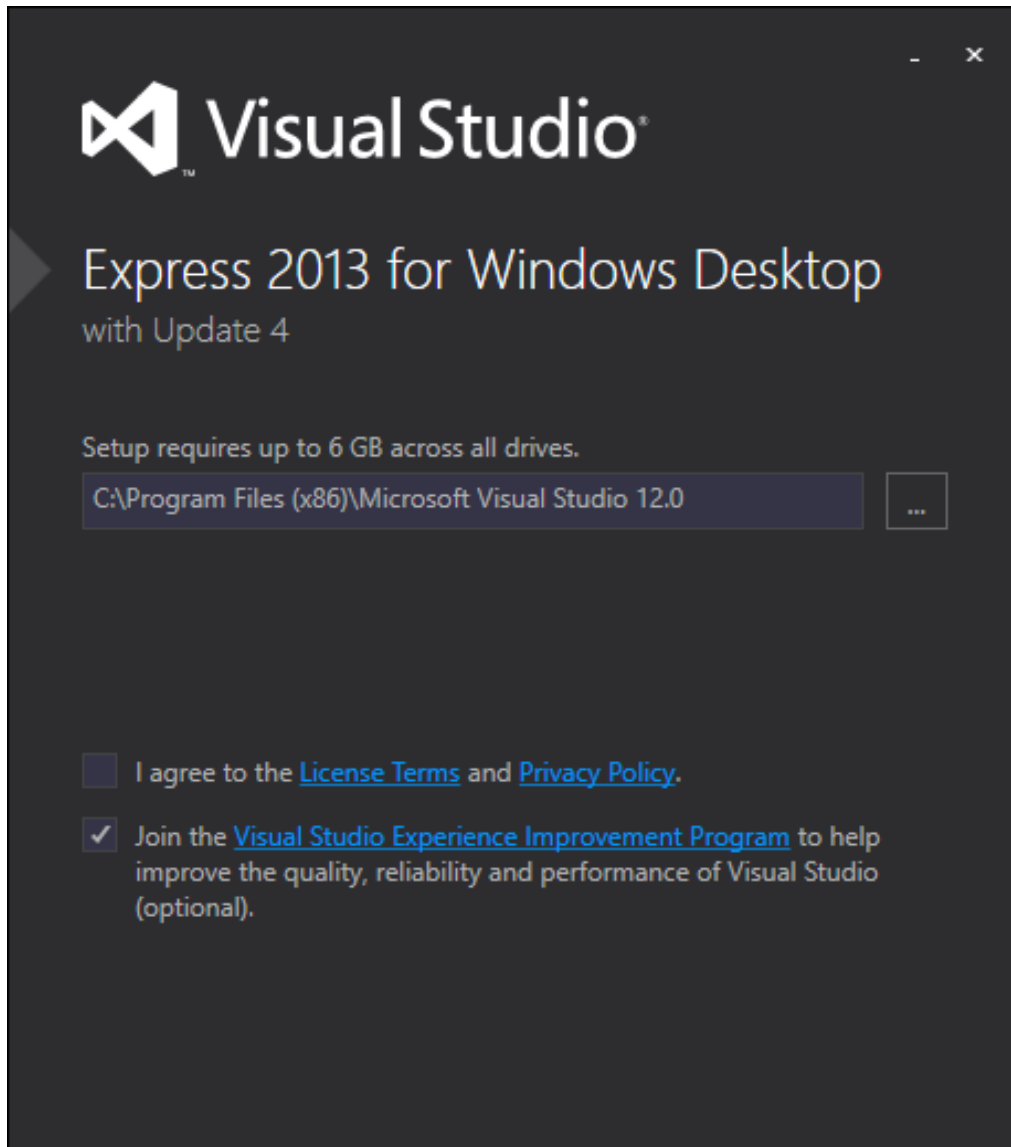 Visual Studio®
™
Express 2013 for Windows Desktop
with Update 4
Setup requires up to 6 GB across all drives.
C:\Program Files (x86)\Microsoft Visual Studio 12.0
...
I agree to the License Terms and Privacy Policy.
Join the Visual Studio Experience Improvement Program to help
improve the quality, reliability and performance of Visual Studio
(optional).